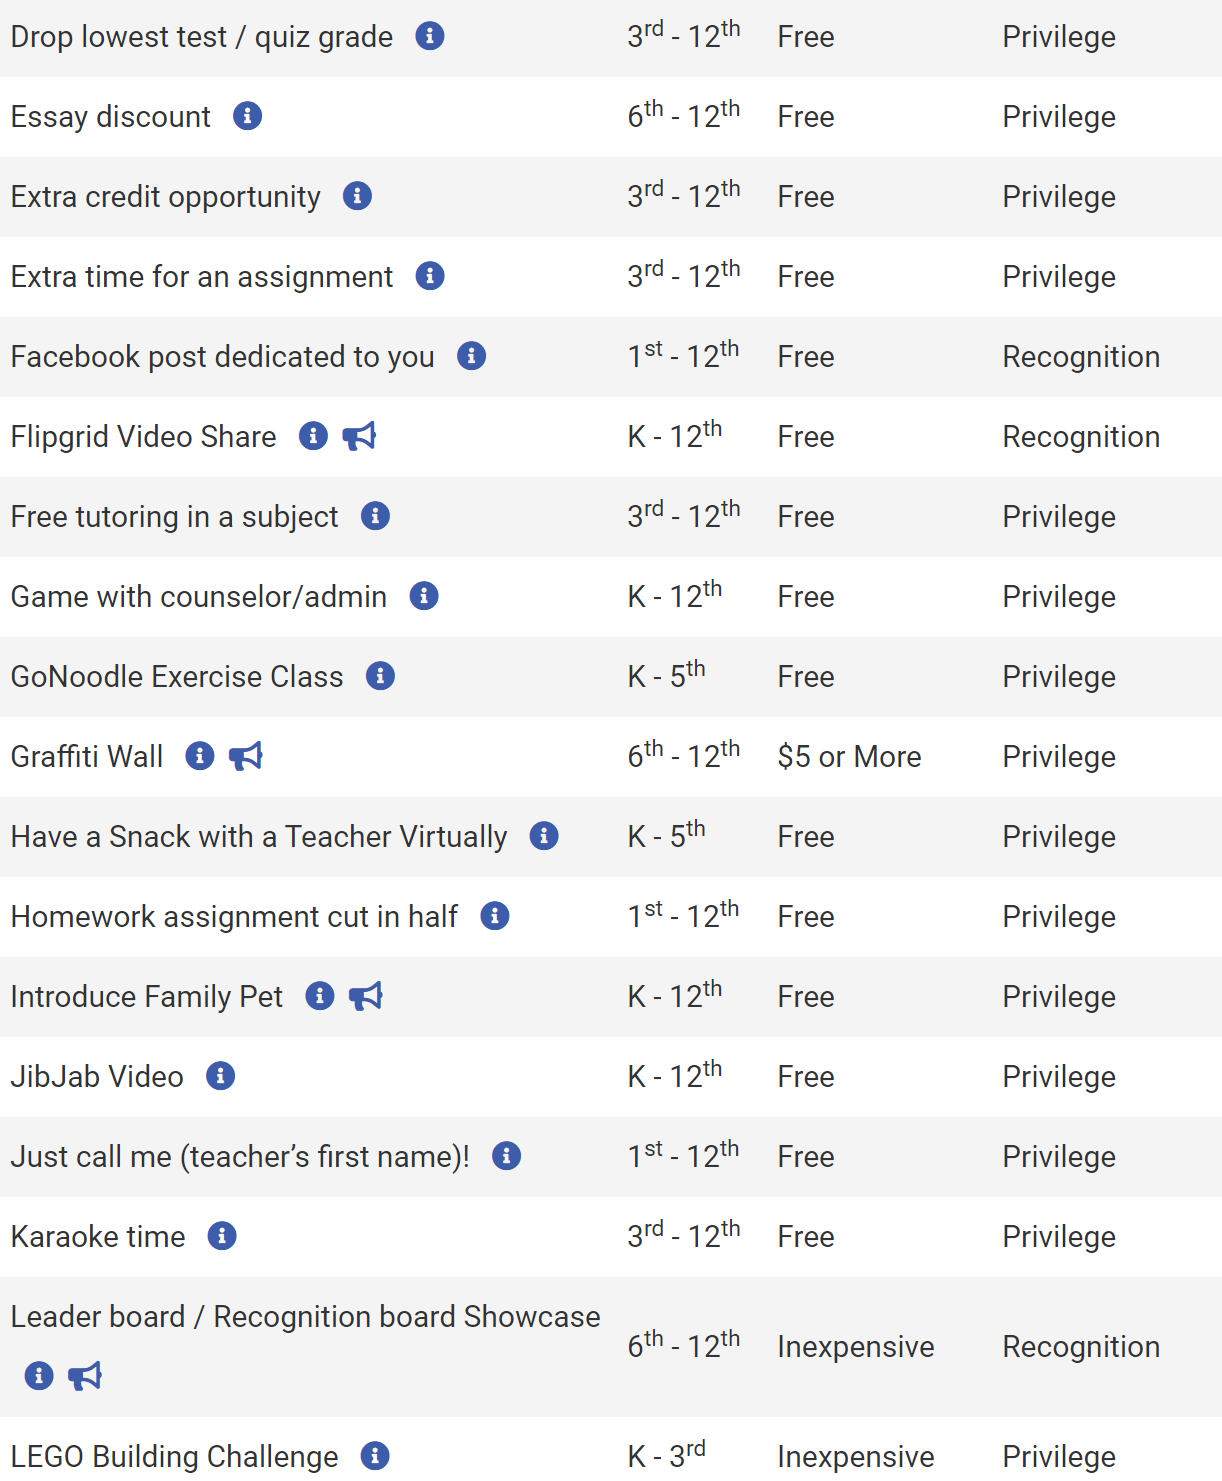 Drop lowest test / quiz grade 3rd - 12th Free Privilege
Essay discount 6th - 12th Free Privilege
Extra credit opportunity 3rd - 12th Free Privilege
Extra time for an assignment 3rd - 12th Free Privilege
Facebook post dedicated to you 1st - 12th Free Recognition
Flipgrid Video Share K - 12th Free Recognition
Free tutoring in a subject 3rd - 12th Free Privilege
Game with counselor/admin K - 12th Free Privilege
GoNoodle Exercise Class K - 5th Free Privilege
Graffiti Wall 6th - 12th $5 or More Privilege
Have a Snack with a Teacher Virtually K - 5th Free Privilege
Homework assignment cut in half 1st - 12th Free Privilege
Introduce Family Pet K - 12th Free Privilege
JibJab Video K - 12th Free Privilege
Just call me (teacher’s first name)! 1st - 12th Free Privilege
Karaoke time 3rd - 12th Free Privilege
Leader board / Recognition board Showcase 6th - 12th Inexpensive Recognition
LEGO Building Challenge K - 3rd Inexpensive Privilege